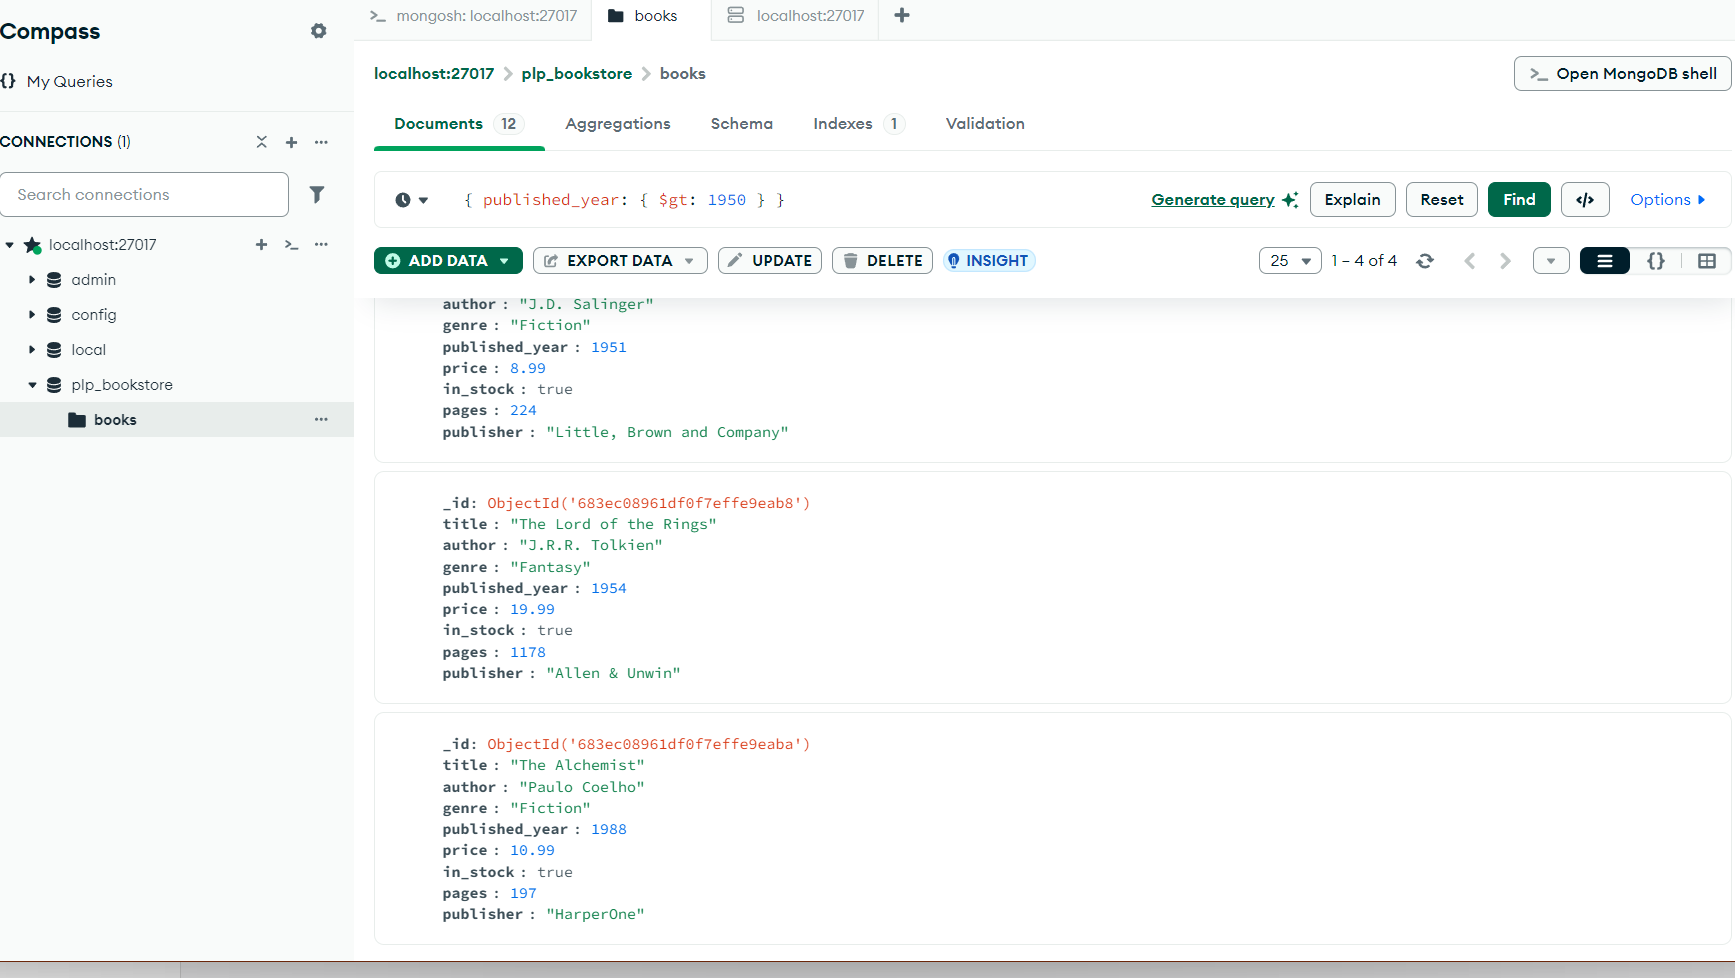 Compass
My Queries
CONNECTIONS (1)
Search connections
localhost:27017
admin
config
local
plp_bookstore
books
mongosh: localhost:27017
books
localhost:27017
localhost:27017 > plp_bookstore > books
>_ Open MongoDB shell
Documents 12 Aggregations Schema Indexes 1 Validation
{ published_year: { $gt: 1950 } }
Generate query Explain Reset Find </> Options
ADD DATA EXPORT DATA UPDATE DELETE INSIGHT 25 1 – 4 of 4 {}
author : "J.D. Salinger"
genre : "Fiction"
published_year : 1951
price : 8.99
in_stock : true
pages : 224
publisher : "Little, Brown and Company"
_id: ObjectId('683ec08961df0f7effe9eab8')
title : "The Lord of the Rings"
author : "J.R.R. Tolkien"
genre : "Fantasy"
published_year : 1954
price : 19.99
in_stock : true
pages : 1178
publisher : "Allen & Unwin"
_id: ObjectId('683ec08961df0f7effe9eaba')
title : "The Alchemist"
author : "Paulo Coelho"
genre : "Fiction"
published_year : 1988
price : 10.99
in_stock : true
pages : 197
publisher : "HarperOne"